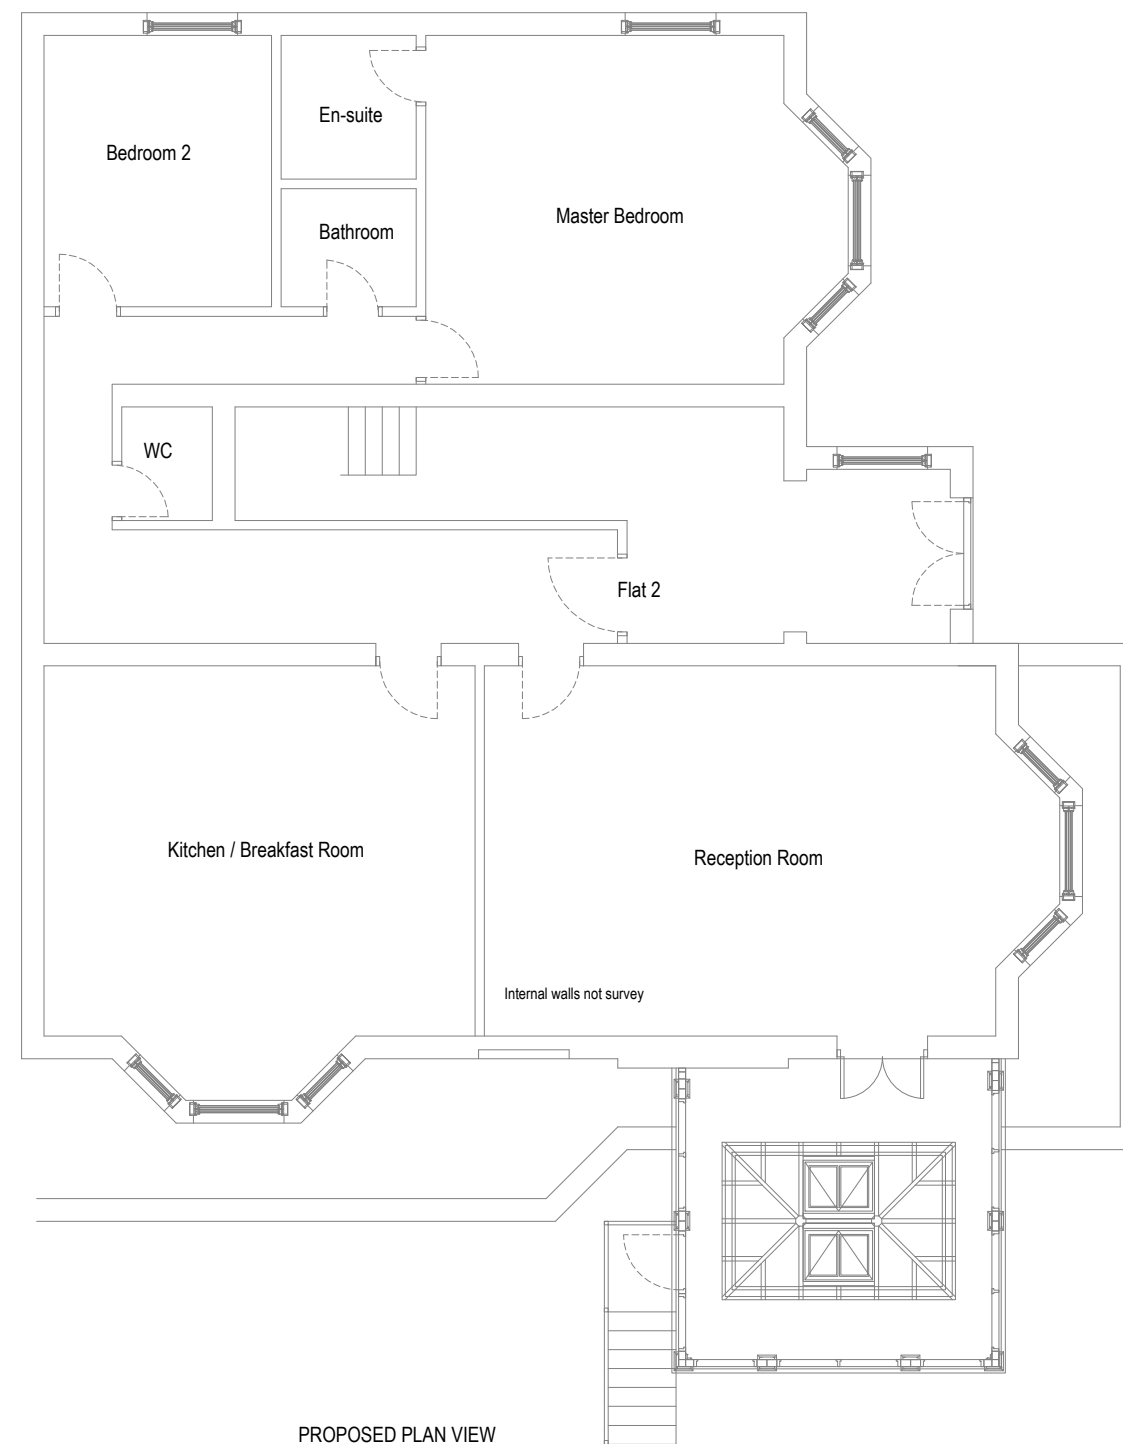 En-suite
Bedroom 2
Master Bedroom
Bathroom
WC
Flat 2
Kitchen / Breakfast Room
Reception Room
Internal walls not survey
PROPOSED PLAN VIEW